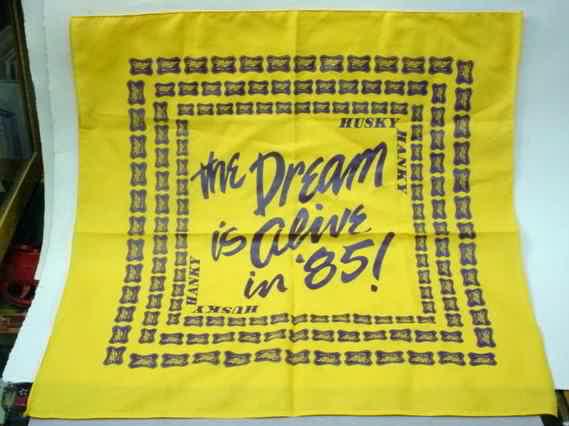 HUSKY HANKY
the Dream
is alive
in '85!
HUSKY HANKY